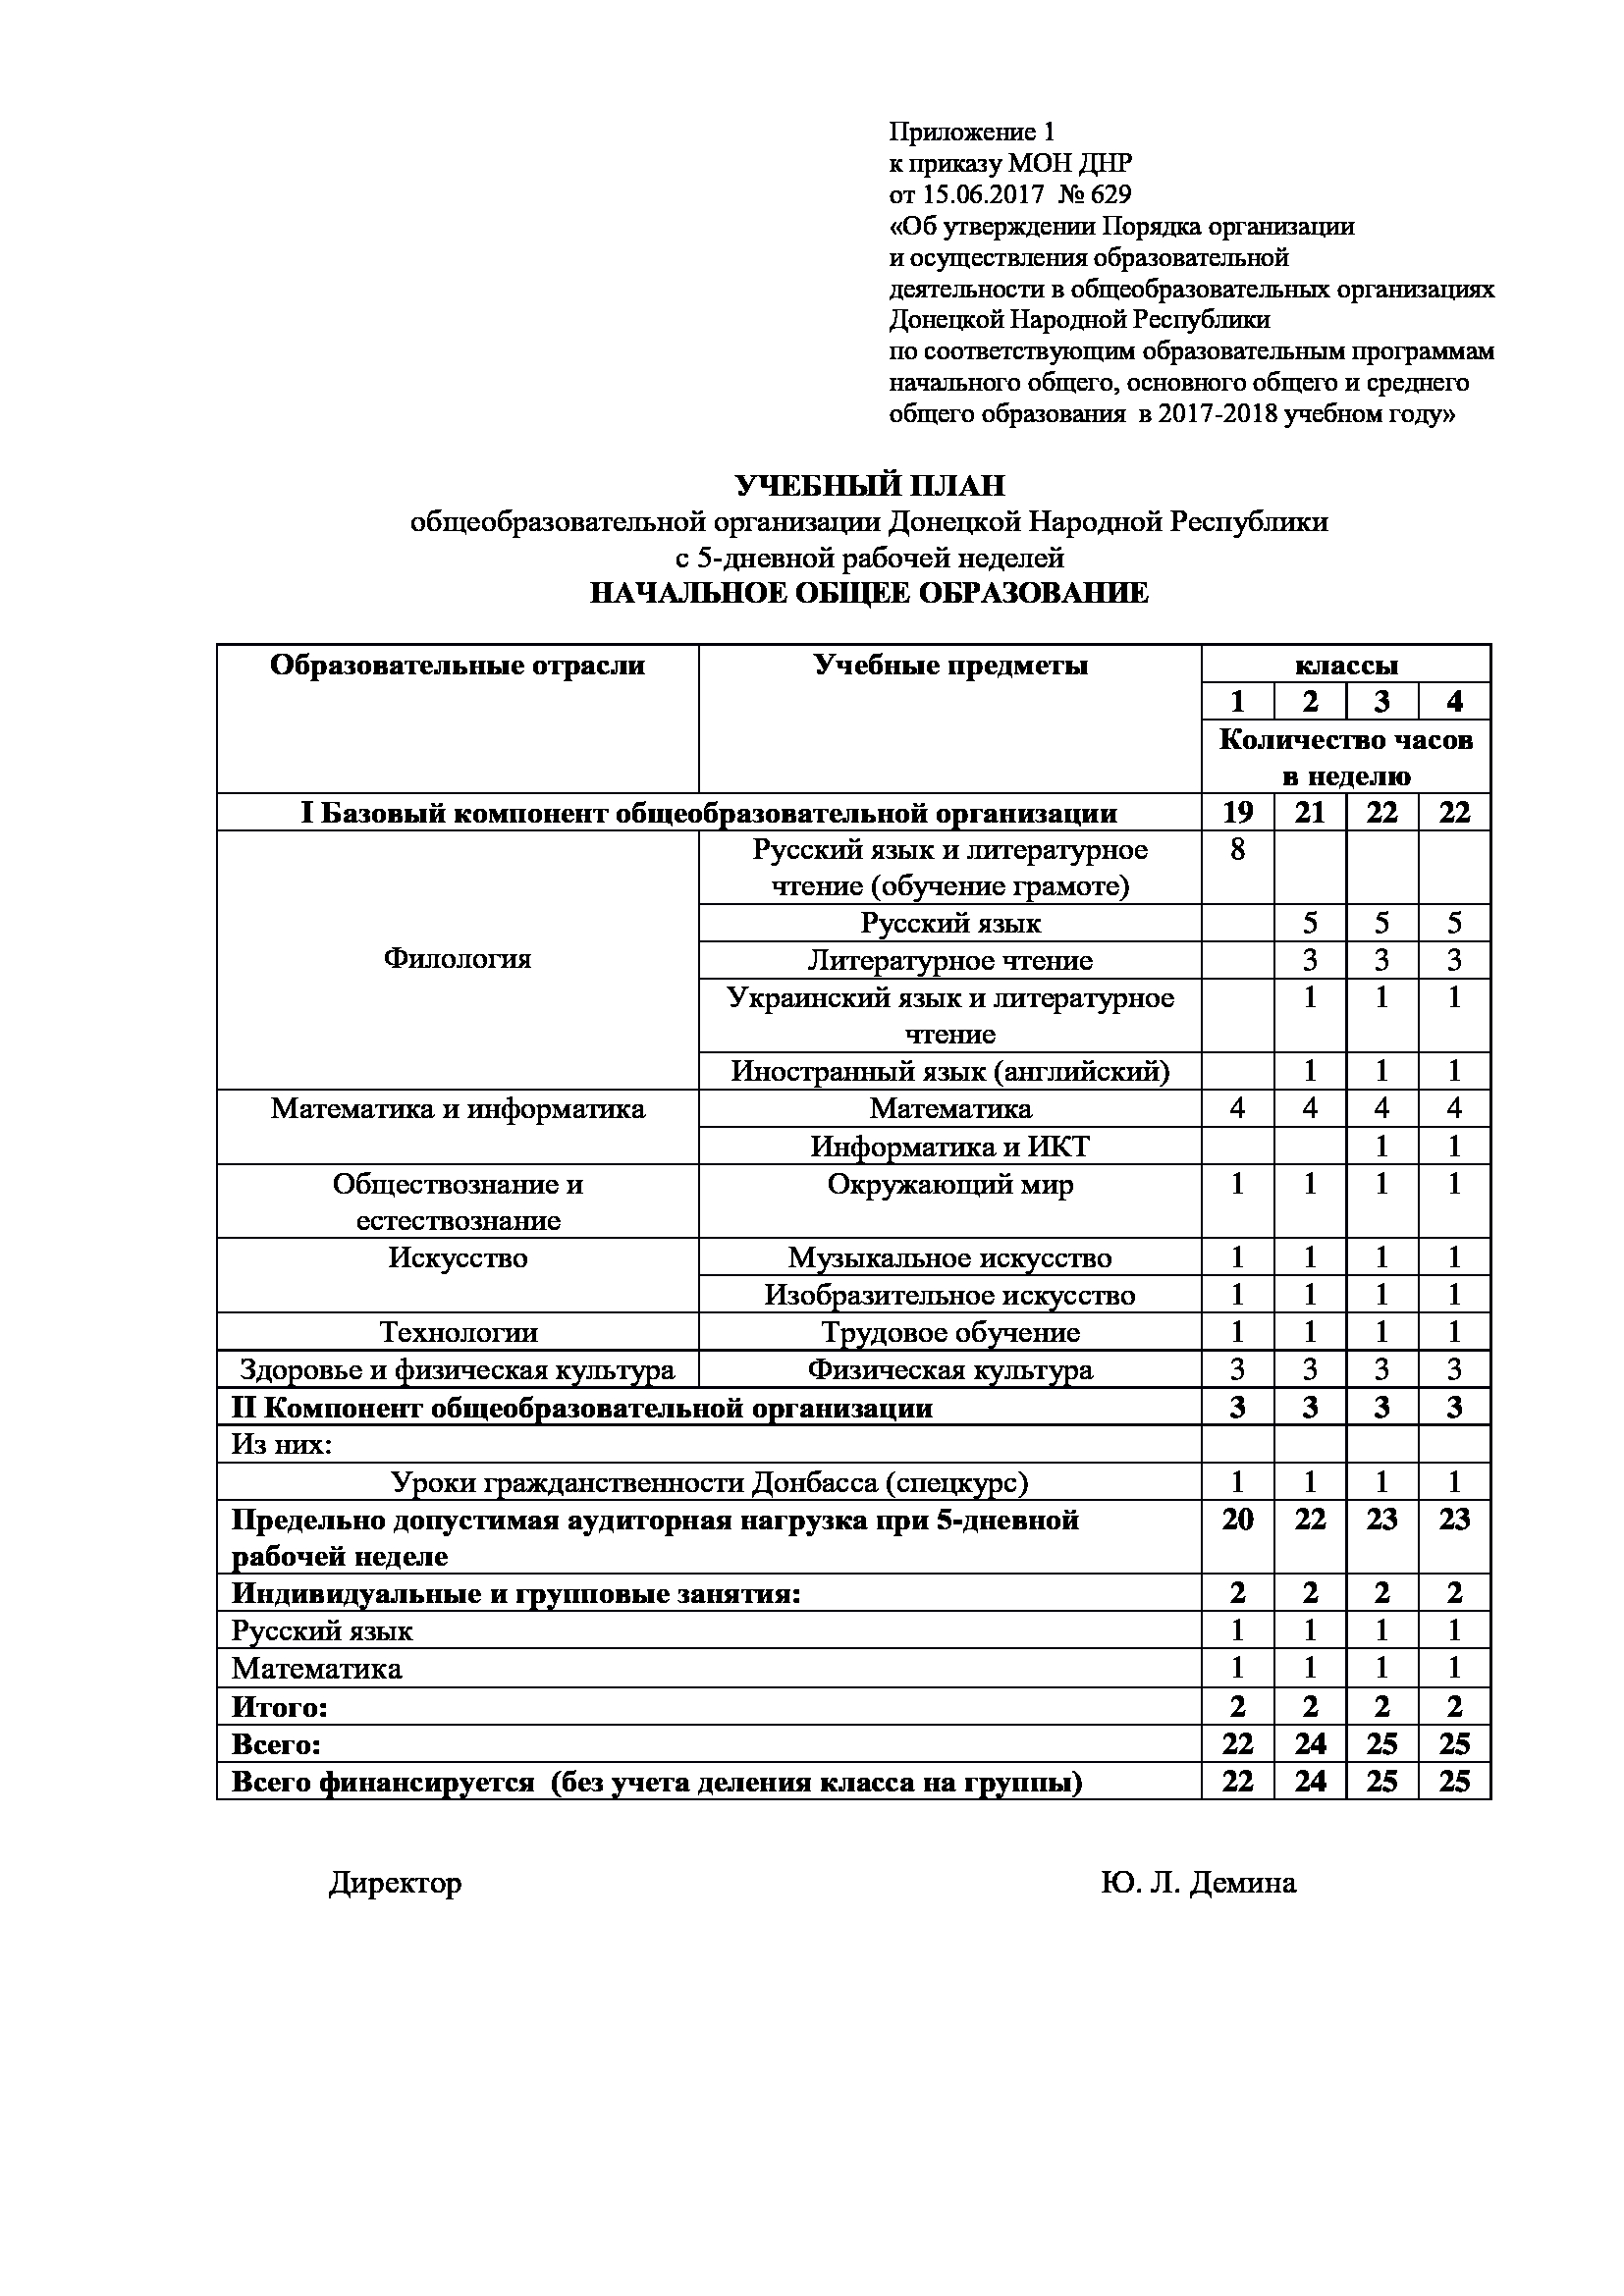 Приложение 1
к приказу МОН ДНР
от 15.06.2017  № 629
«Об утверждении Порядка организации
и осуществления образовательной
деятельности в общеобразовательных организациях
Донецкой Народной Республики
по соответствующим образовательным программам
начального общего, основного общего и среднего
общего образования  в 2017-2018 учебном году»
УЧЕБНЫЙ ПЛАН
общеобразовательной организации Донецкой Народной Республики
с 5-дневной рабочей неделей
НАЧАЛЬНОЕ ОБЩЕЕ ОБРАЗОВАНИЕ
Образовательные отрасли Учебные предметы классы
1 2 3 4
Количество часов
в неделю
I Базовый компонент общеобразовательной организации 19 21 22 22
Филология
Русский язык и литературное 8
чтение (обучение грамоте)
Русский язык 5 5 5
Литературное чтение 3 3 3
Украинский язык и литературное 1 1 1
чтение
Иностранный язык (английский) 1 1 1
Математика и информатика Математика 4 4 4 4
Информатика и ИКТ 1 1
Обществознание и Окружающий мир 1 1 1 1
естествознание
Искусство Музыкальное искусство 1 1 1 1
Изобразительное искусство 1 1 1 1
Технологии Трудовое обучение 1 1 1 1
Здоровье и физическая культура Физическая культура 3 3 3 3
II Компонент общеобразовательной организации 3 3 3 3
Из них:
Уроки гражданственности Донбасса (спецкурс) 1 1 1 1
Предельно допустимая аудиторная нагрузка при 5-дневной 20 22 23 23
рабочей неделе
Индивидуальные и групповые занятия: 2 2 2 2
Русский язык 1 1 1 1
Математика 1 1 1 1
Итого: 2 2 2 2
Всего: 22 24 25 25
Всего финансируется  (без учета деления класса на группы) 22 24 25 25
Директор Ю. Л. Демина